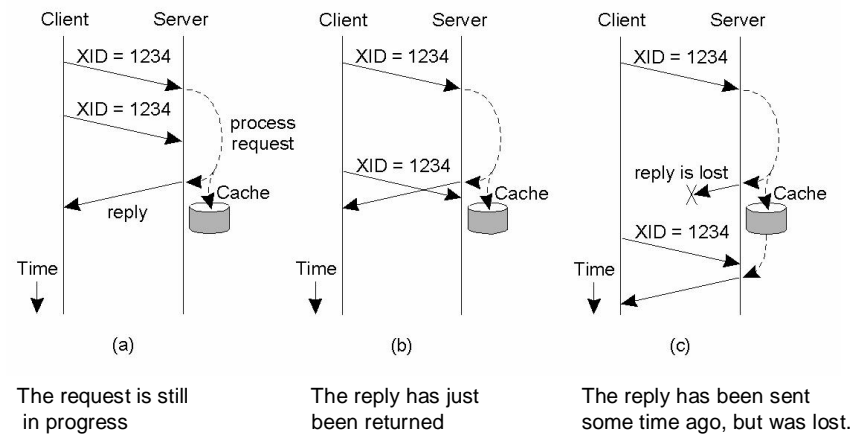 Client Server
XID = 1234
XID = 1234
process
request
Cache
reply
Time
(a)
The request is still
in progress
Client Server
XID = 1234
XID = 1234
Cache
Time
(b)
The reply has just
been returned
Client Server
XID = 1234
reply is lost
Cache
XID = 1234
Time
(c)
The reply has been sent
some time ago, but was lost.